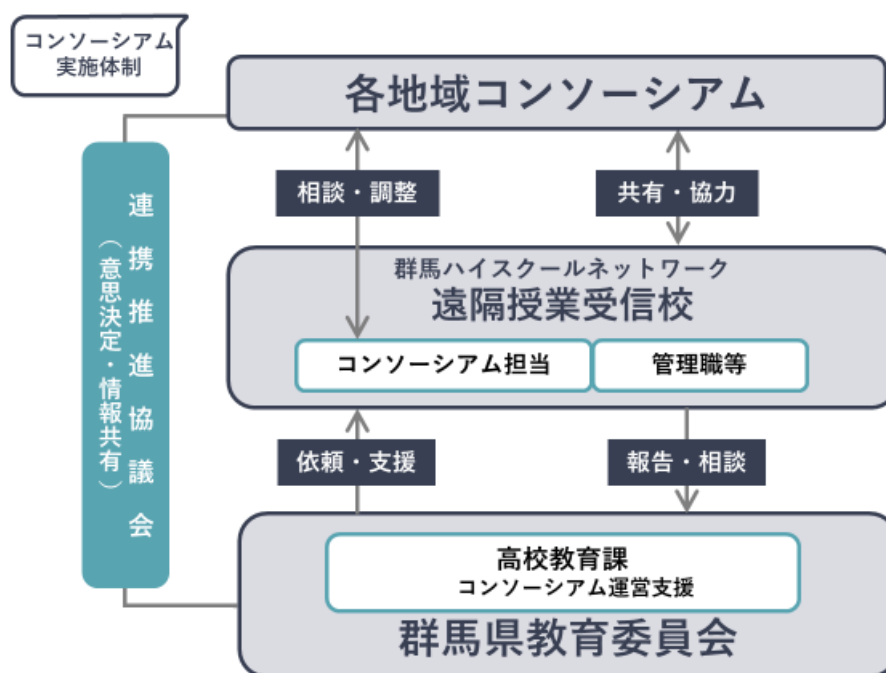 コンソーシアム
実施体制
各地域コンソーシアム
相談・調整
共有・協力
連携推進協議会
（意思決定・情報共有）
群馬ハイスクールネットワーク
遠隔授業受信校
コンソーシアム担当
管理職等
依頼・支援
報告・相談
高校教育課
コンソーシアム運営支援
群馬県教育委員会